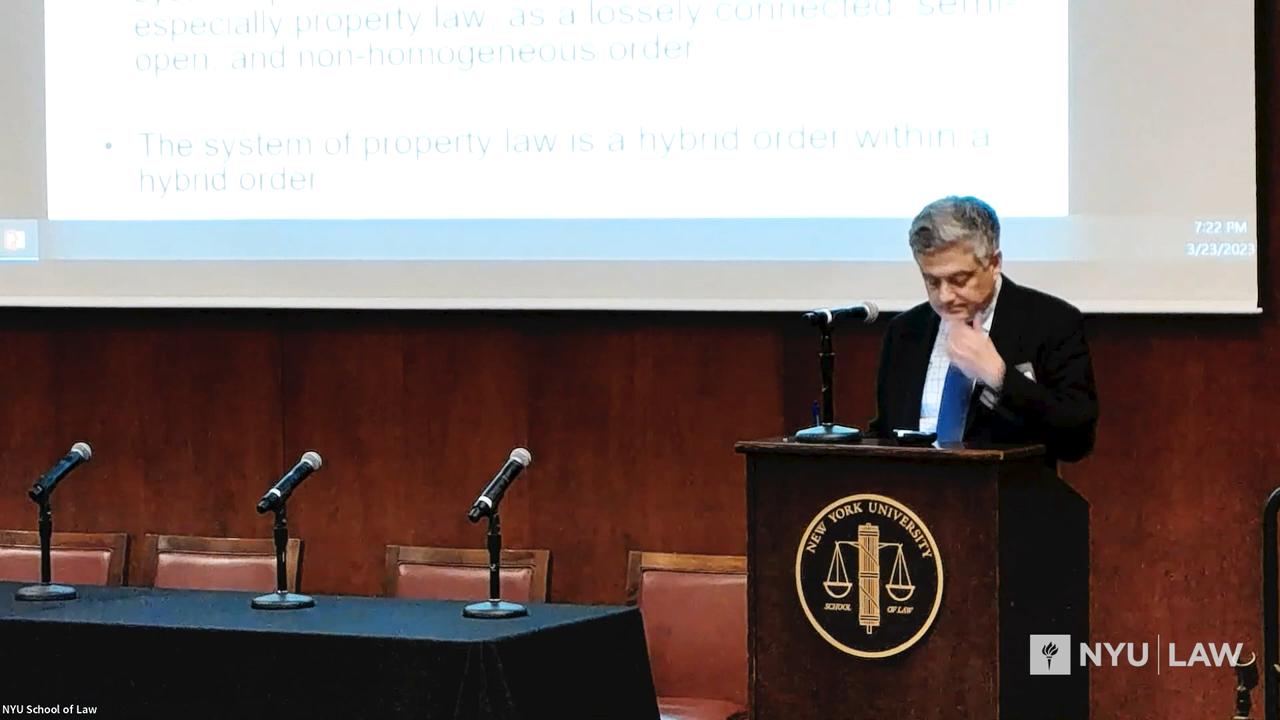 especially property law, as a lossely connected, semi-
open, and non-homogeneous order
• The system of property law is a hybrid order within a
hybrid order
7:22 PM
3/23/2023
NEW YORK UNIVERSITY
SCHOOL OF LAW
NYU LAW
NYU School of Law